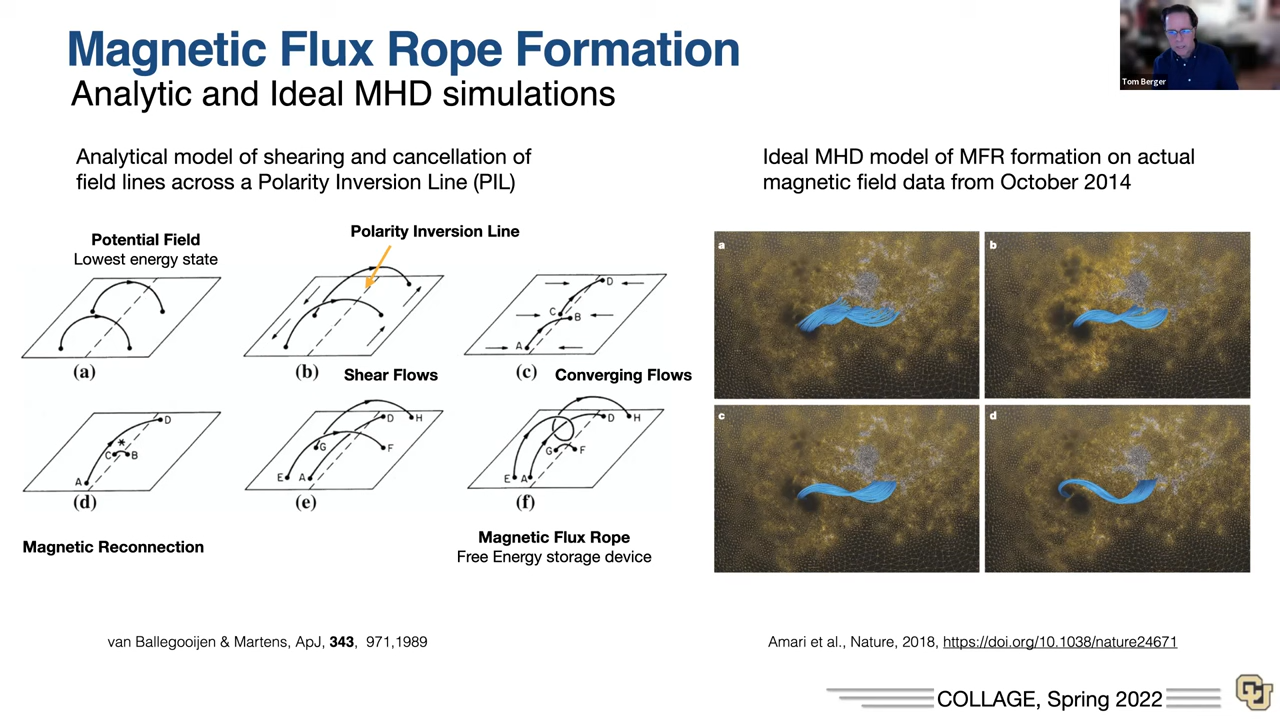 Magnetic Flux Rope Formation
Analytic and Ideal MHD simulations
Tom Berger
Analytical model of shearing and cancellation of
field lines across a Polarity Inversion Line (PIL)
Ideal MHD model of MFR formation on actual
magnetic field data from October 2014
Potential Field
Lowest energy state
Polarity Inversion Line
(a)
(b)
C
D
B
A
(c)
Shear Flows
Converging Flows
D
*
C
B
A
(d)
D
H
G
F
E
A
(e)
D
H
G
F
E
A
(f)
Magnetic Reconnection
Magnetic Flux Rope
Free Energy storage device
a
b
c
d
van Ballegooijen & Martens, ApJ, 343, 971,1989
Amari et al., Nature, 2018, https://doi.org/10.1038/nature24671
COLLAGE, Spring 2022
CU